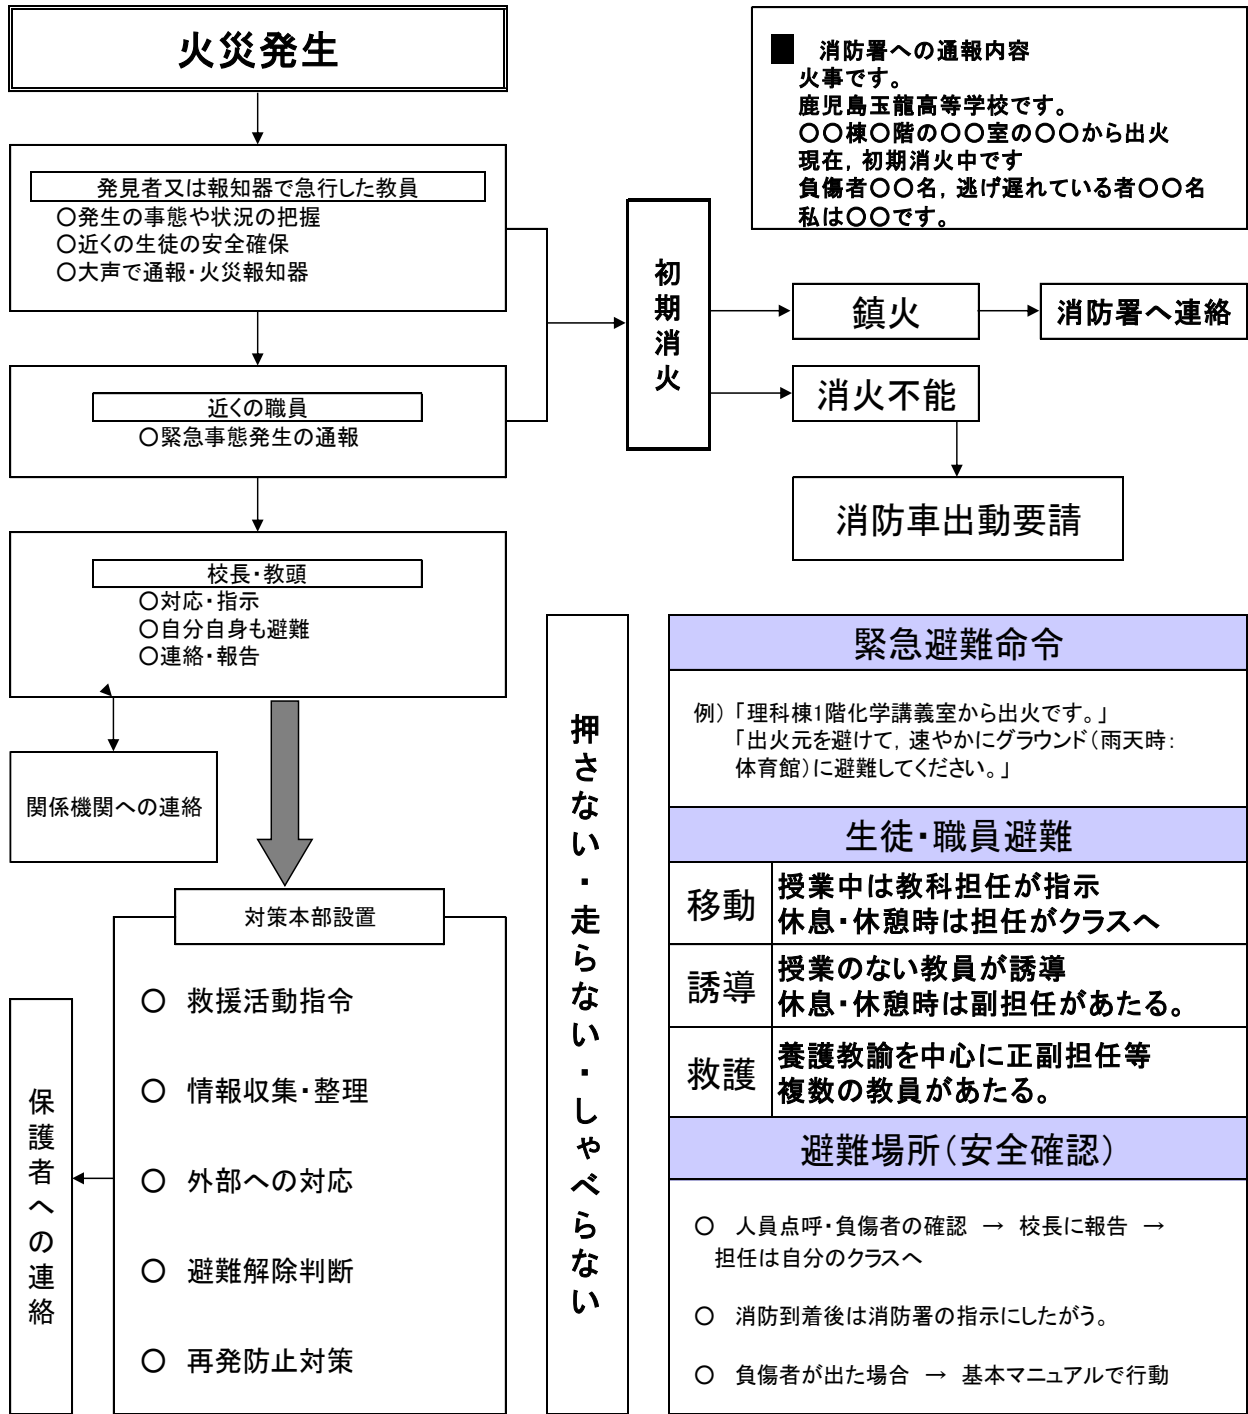 火災発生
■ 消防署への通報内容
火事です。
鹿児島玉龍高等学校です。
〇〇棟〇階の〇〇室の〇〇から出火
現在，初期消火中です
負傷者〇〇名，逃げ遅れている者〇〇名
私は〇〇です。
発見者又は報知器で急行した教員
〇発生の事態や状況の把握
〇近くの生徒の安全確保
〇大声で通報・火災報知器
近くの職員
〇緊急事態発生の通報
初期消火
鎮火
消防署へ連絡
消火不能
消防車出動要請
校長・教頭
〇対応・指示
〇自分自身も避難
〇連絡・報告
関係機関への連絡
対策本部設置
〇 救援活動指令
〇 情報収集・整理
〇 外部への対応
〇 避難解除判断
〇 再発防止対策
保護者への連絡
押さない・走らない・しゃべらない
緊急避難命令
例）「理科棟1階化学講義室から出火です。」
「出火元を避けて，速やかにグラウンド（雨天時：
体育館）に避難してください。」
生徒・職員避難
移動
授業中は教科担任が指示
休息・休憩時は担任がクラスへ
誘導
授業のない教員が誘導
休息・休憩時は副担任があたる。
救護
養護教諭を中心に正副担任等
複数の教員があたる。
避難場所（安全確認）
〇 人員点呼・負傷者の確認 → 校長に報告 →
担任は自分のクラスへ
〇 消防到着後は消防署の指示にしたがう。
〇 負傷者が出た場合 → 基本マニュアルで行動